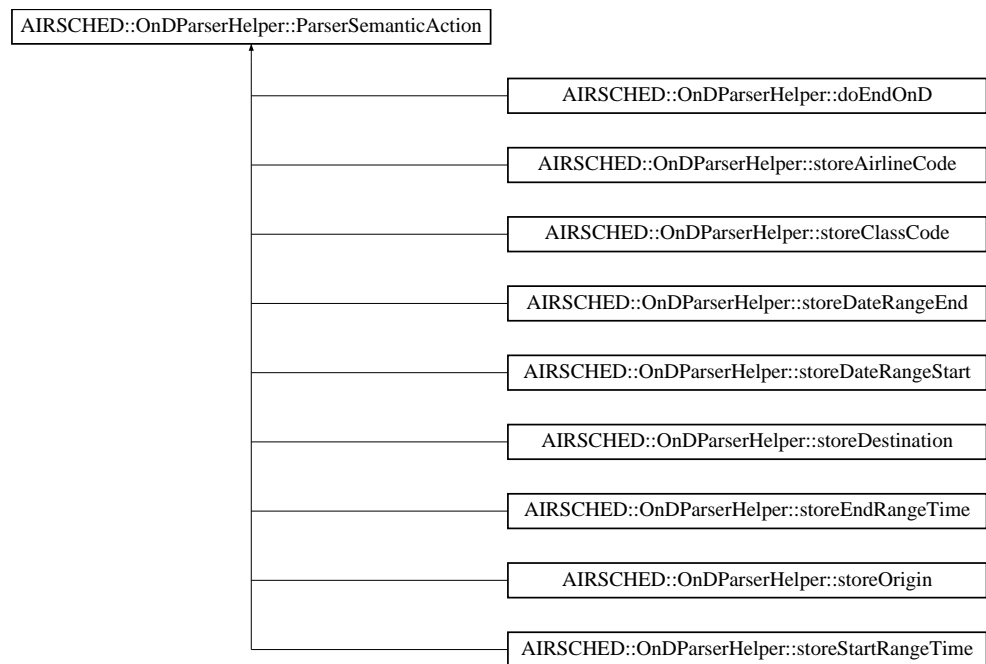 AIRSCHED::OnDParserHelper::ParserSemanticAction
AIRSCHED::OnDParserHelper::doEndOnD
AIRSCHED::OnDParserHelper::storeAirlineCode
AIRSCHED::OnDParserHelper::storeClassCode
AIRSCHED::OnDParserHelper::storeDateRangeEnd
AIRSCHED::OnDParserHelper::storeDateRangeStart
AIRSCHED::OnDParserHelper::storeDestination
AIRSCHED::OnDParserHelper::storeEndRangeTime
AIRSCHED::OnDParserHelper::storeOrigin
AIRSCHED::OnDParserHelper::storeStartRangeTime